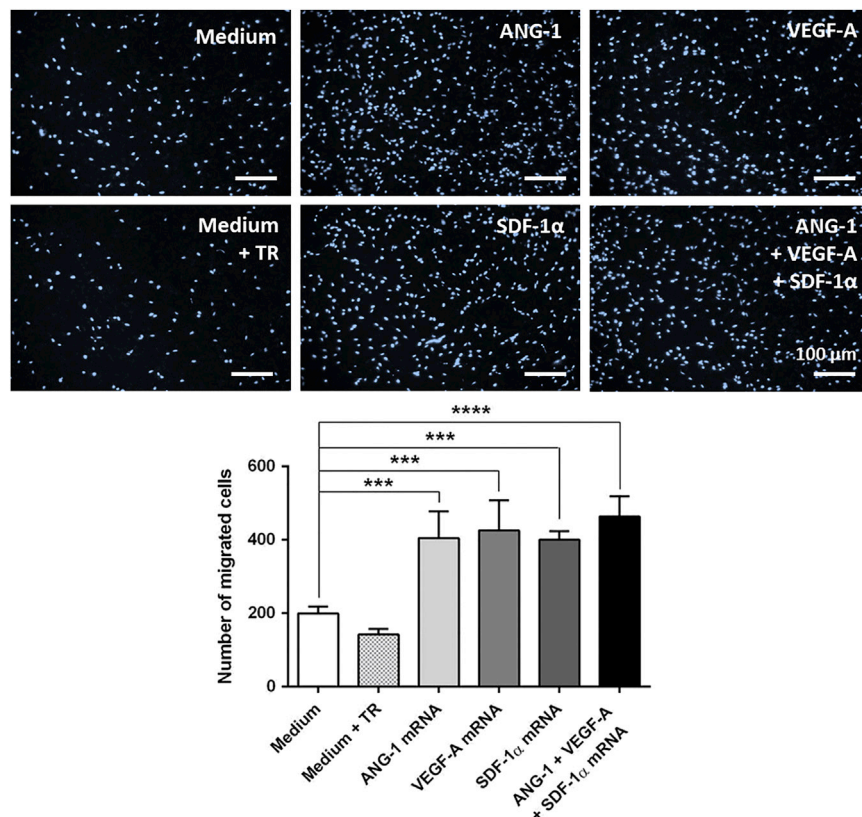 Medium
ANG-1
VEGF-A
Medium
+ TR
SDF-1α
ANG-1
+ VEGF-A
+ SDF-1α
100 µm
****
***
***
***
Number of migrated cells
600
400
200
0
Medium
Medium + TR
ANG-1 mRNA
VEGF-A mRNA
SDF-1α mRNA
ANG-1 + VEGF-A
+ SDF-1α mRNA